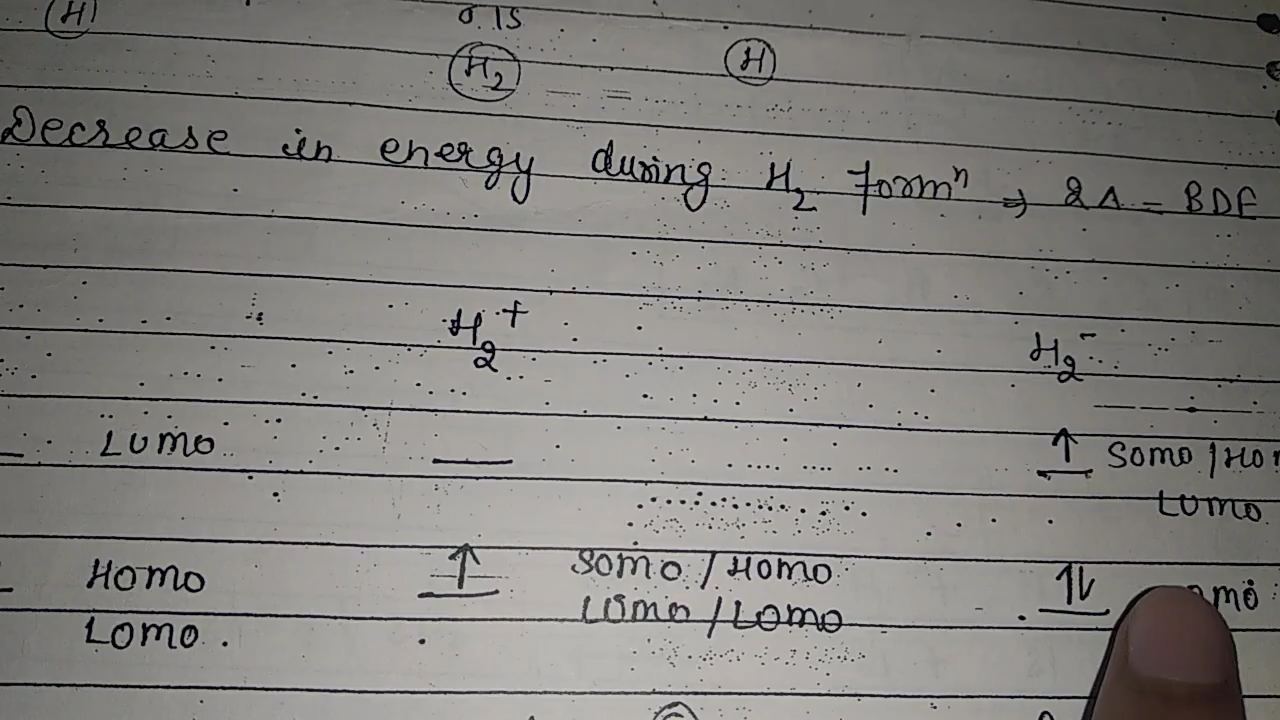 H
σ 1s
H2
H
Decrease in energy during H2 formⁿ ⇒ 2Δ = BDE
H2+
H2-
LUMO
↑ SOMO /
LUMO
HOMO
↑
SOMO / HOMO
⇅
LOMO
LUMO / LOMO